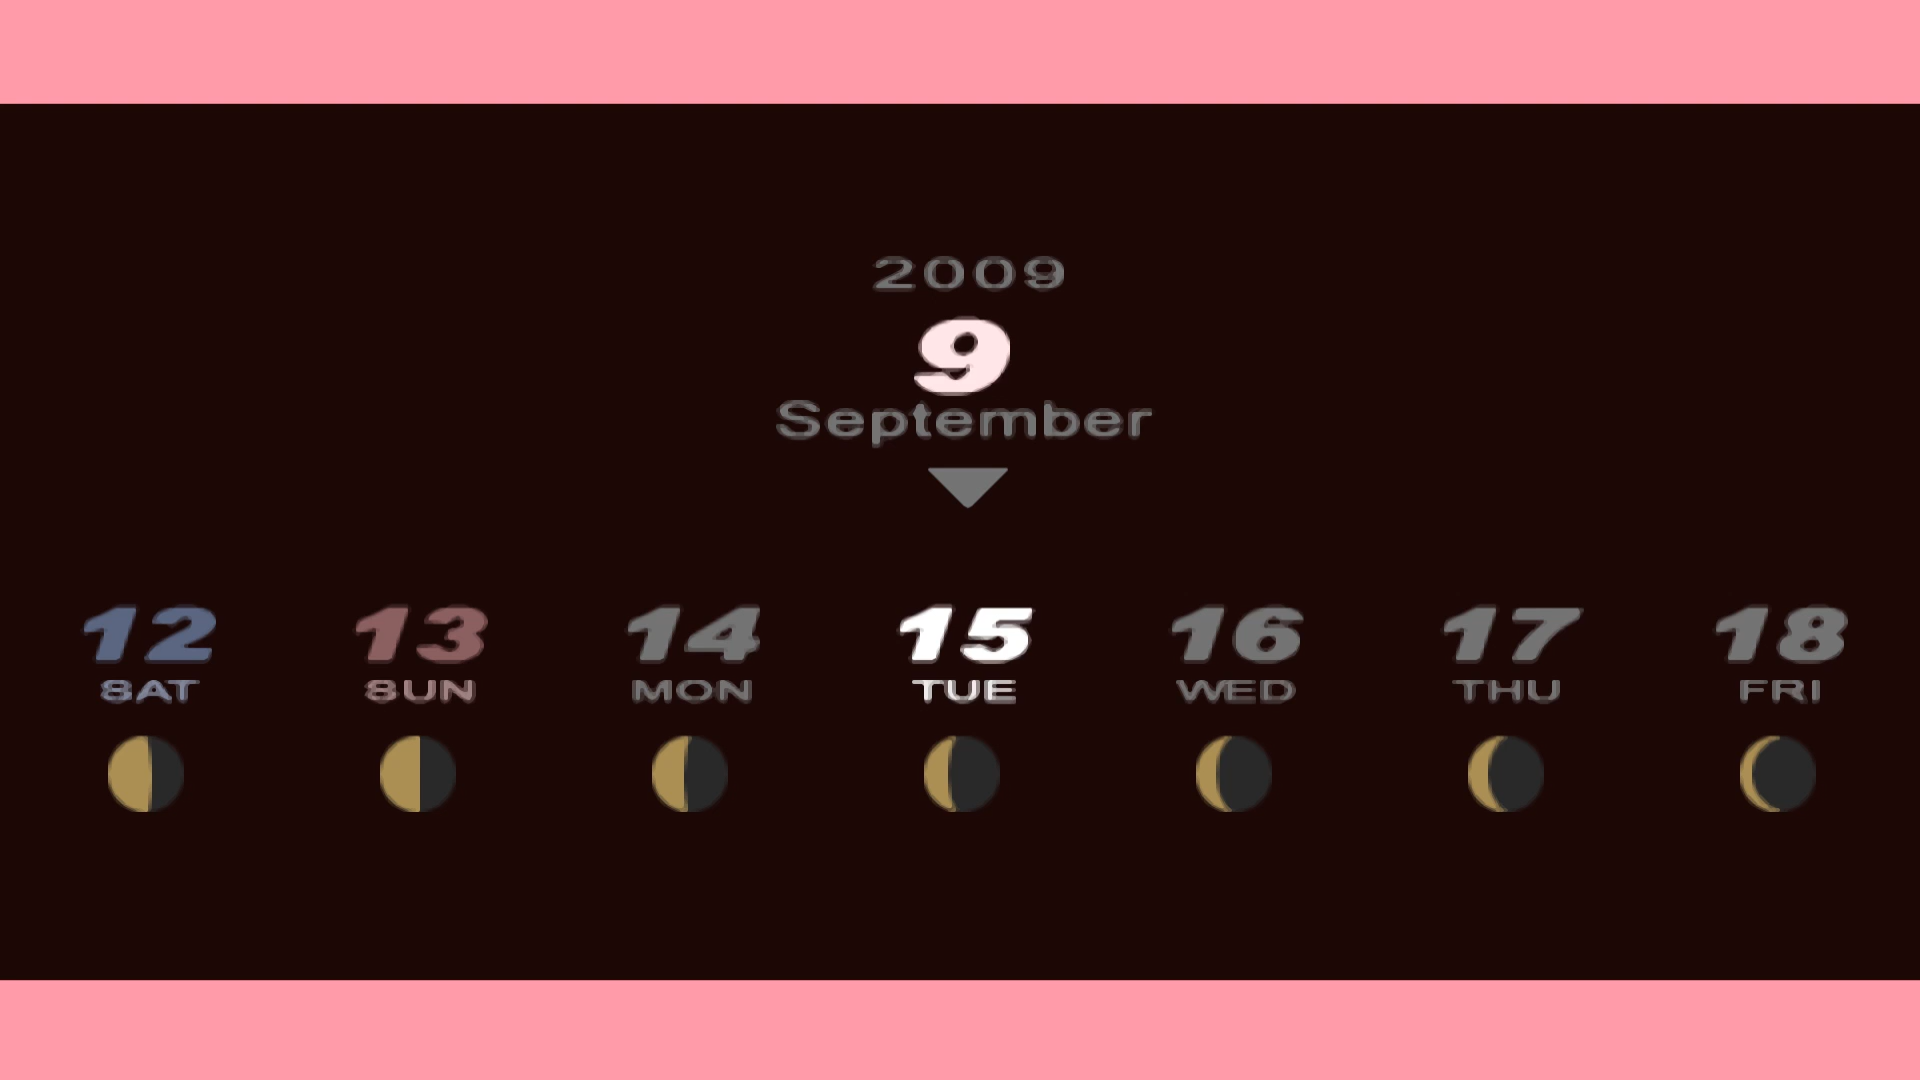 2009
9
September
12 13 14 15 16 17 18
SAT SUN MON TUE WED THU FRI